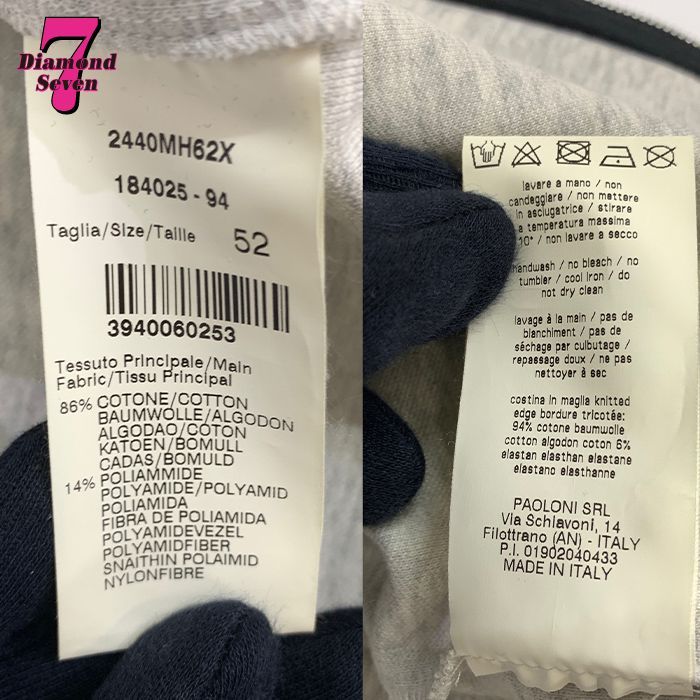 7
Diamond
Seven
2440MH62X
184025 - 94
Taglia/Size/Taille 52
3940060253
Tessuto Principale/Main
Fabric/Tissu Principal
86% COTONE/COTTON
BAUMWOLLE/ALGODON
ALGODAO/COTON
KATOEN/BOMULL
CADAS/BOMULD
14% POLIAMMIDE
POLYAMIDE/POLYAMID
POLIAMIDA
FIBRA DE POLIAMIDA
POLYAMIDEVEZEL
POLYAMIDFIBER
SNAITHIN POLAIMID
NYLONFIBRE
lavare a mano / non
candeggiare / non mettere
in asciugatrice / stirare
a temperatura massima
10° / non lavare a secco
handwash / no bleach / no
tumbler / cool iron / do
not dry clean
lavage à la main / pas de
blanchiment / pas de
séchage par culbutage /
repassage doux / ne pas
nettoyer à sec
costina in maglia knitted
edge bordure tricotée:
94% cotone baumwolle
cotton algodon coton 6%
elastan elasthan elastane
elastano elasthanne
PAOLONI SRL
Via Schiavoni, 14
Filottrano (AN) - ITALY
P.I. 01902040433
MADE IN ITALY